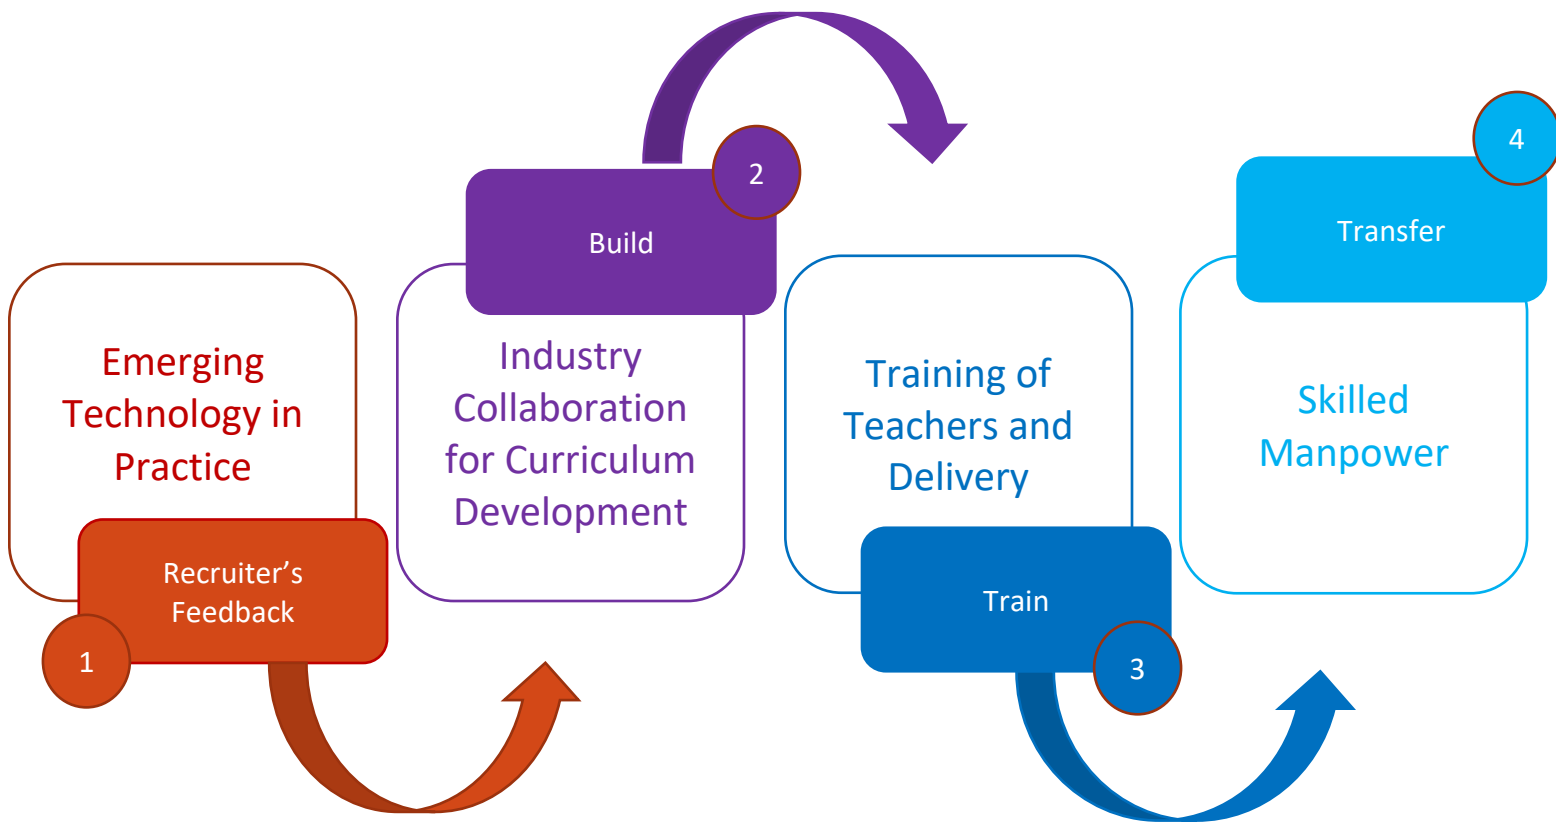 Emerging
Technology in
Practice
Recruiter’s
Feedback
1
2
Build
Industry
Collaboration
for Curriculum
Development
Training of
Teachers and
Delivery
Train
3
4
Transfer
Skilled
Manpower